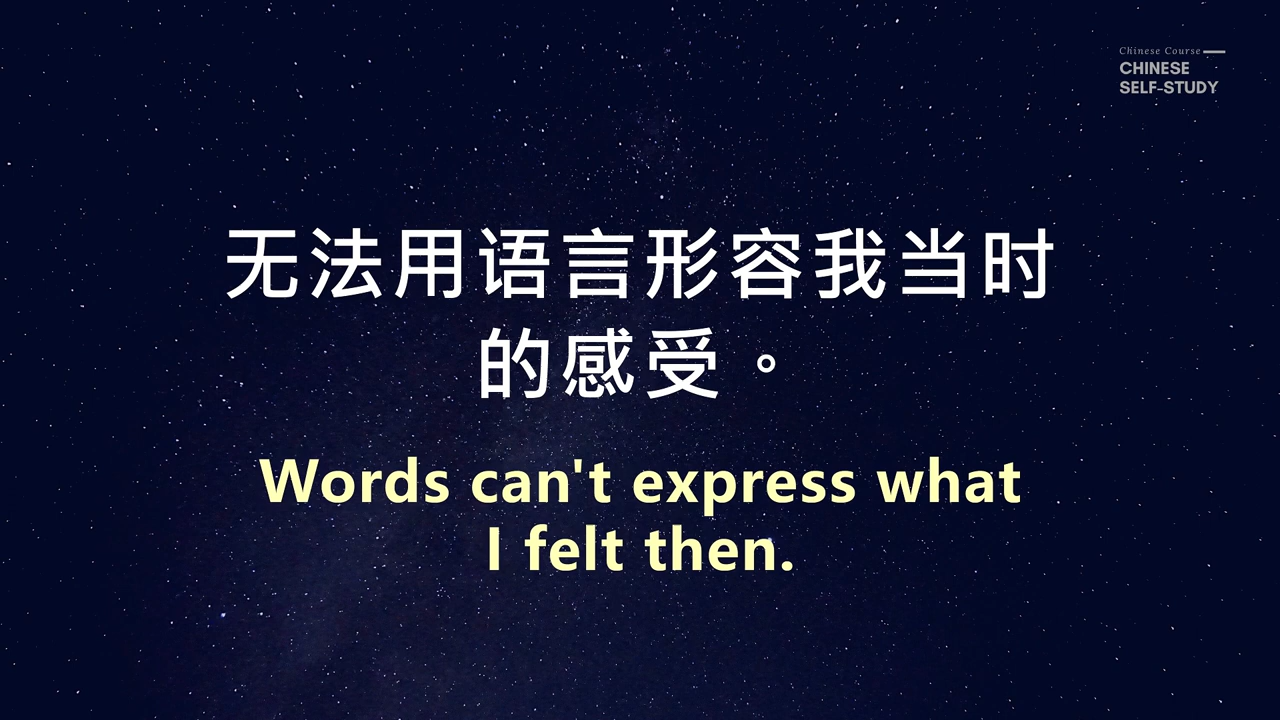 Chinese Course
CHINESE
SELF-STUDY
无法用语言形容我当时
的感受。
Words can't express what
I felt then.